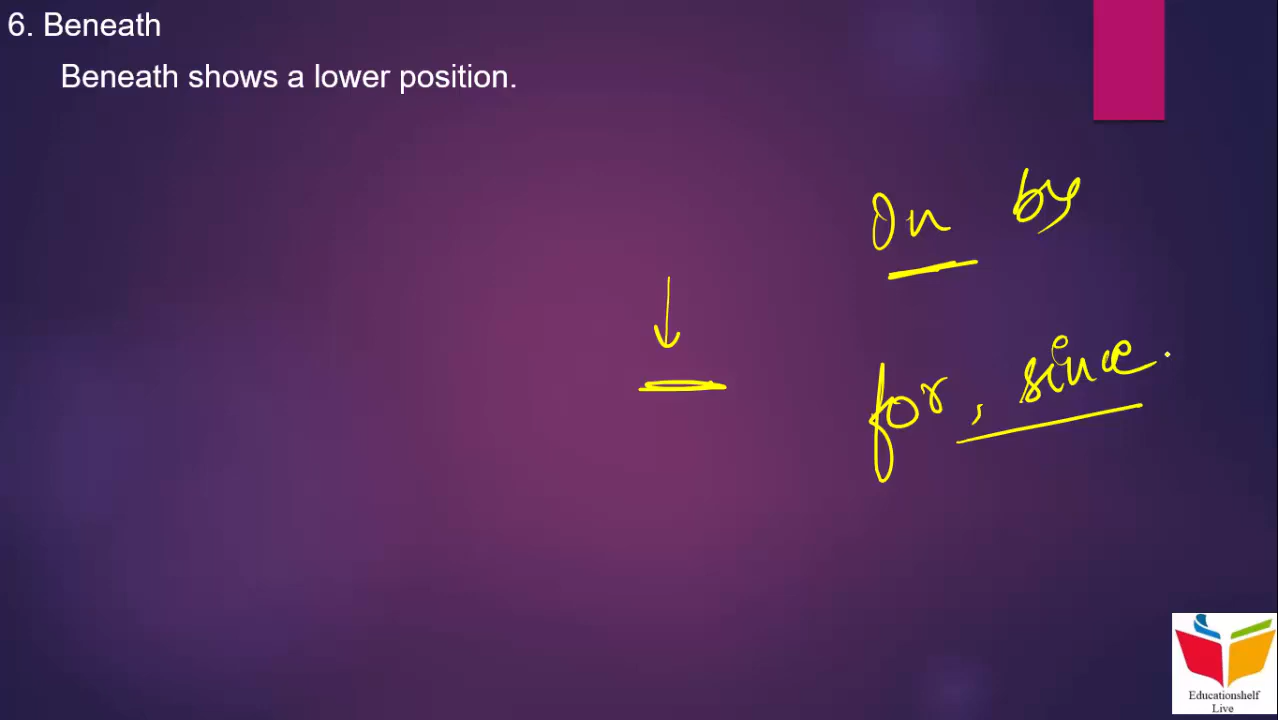 6. Beneath
Beneath shows a lower position.
On by
for, since.
Educationshelf
Live